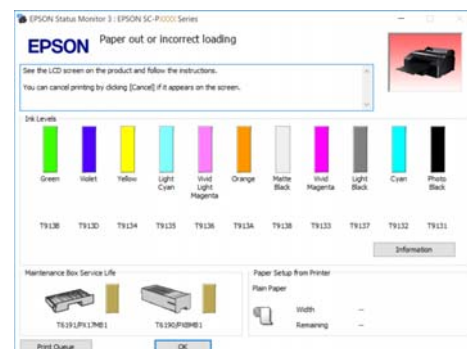 EPSON Status Monitor 3 : EPSON SC-PXXXX Series
EPSON
Paper out or incorrect loading
See the LCD screen on the product and follow the instructions.
You can cancel printing by clicking [Cancel] if it appears on the screen.
Ink Levels
Green Violet Yellow Light Cyan Vivid Light Magenta Orange Matte Black Vivid Magenta Light Black Cyan Photo Black
T913B T913D T9134 T9135 T9136 T913A T9138 T9133 T9137 T9132 T9131
Information
Maintenance Box Service Life
T6191/PX17MB1 T6190/PX8MB1
Paper Setup from Printer
Plain Paper
Width --
Remaining --
Print Queue OK